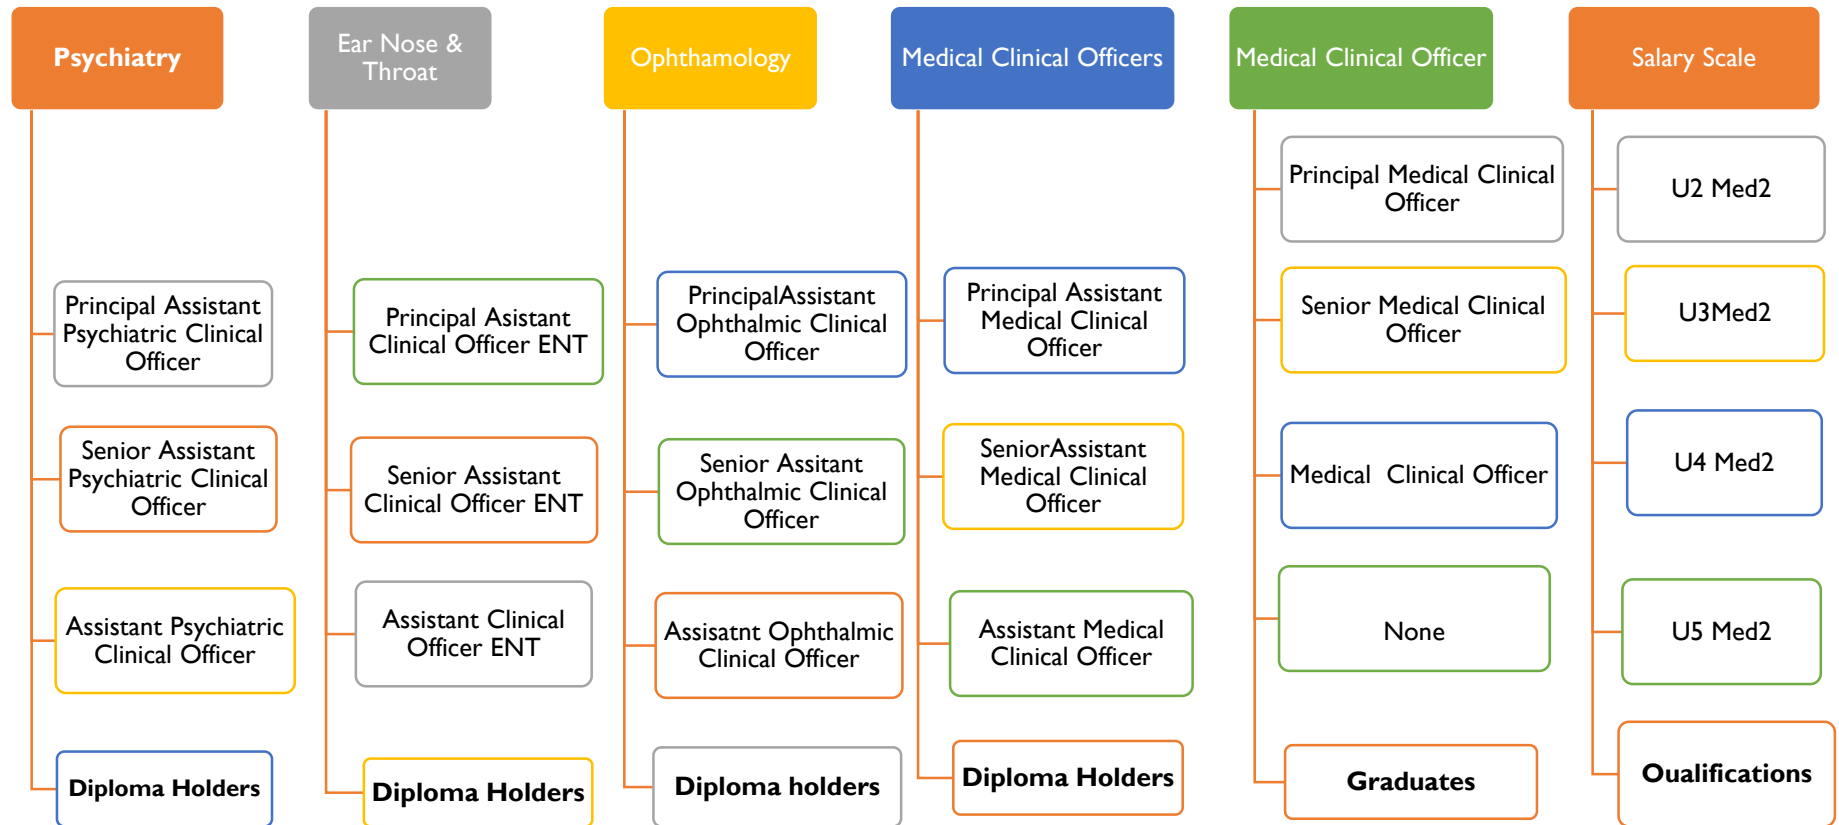 Psychiatry
Principal Assistant
Psychiatric Clinical
Officer
Senior Assistant
Psychiatric Clinical
Officer
Assistant Psychiatric
Clinical Officer
Diploma Holders
Ear Nose &
Throat
Principal Asistant
Clinical Officer ENT
Senior Assistant
Clinical Officer ENT
Assistant Clinical
Officer ENT
Diploma Holders
Ophthamology
PrincipalAssistant
Ophthalmic Clinical
Officer
Senior Assitant
Ophthalmic Clinical
Officer
Assisatnt Ophthalmic
Clinical Officer
Diploma holders
Medical Clinical Officers
Principal Assistant
Medical Clinical
Officer
SeniorAssistant
Medical Clinical
Officer
Assistant Medical
Clinical Officer
Diploma Holders
Medical Clinical Officer
Principal Medical Clinical
Officer
Senior Medical Clinical
Officer
Medical  Clinical Officer
None
Graduates
Salary Scale
U2 Med2
U3Med2
U4 Med2
U5 Med2
Oualifications